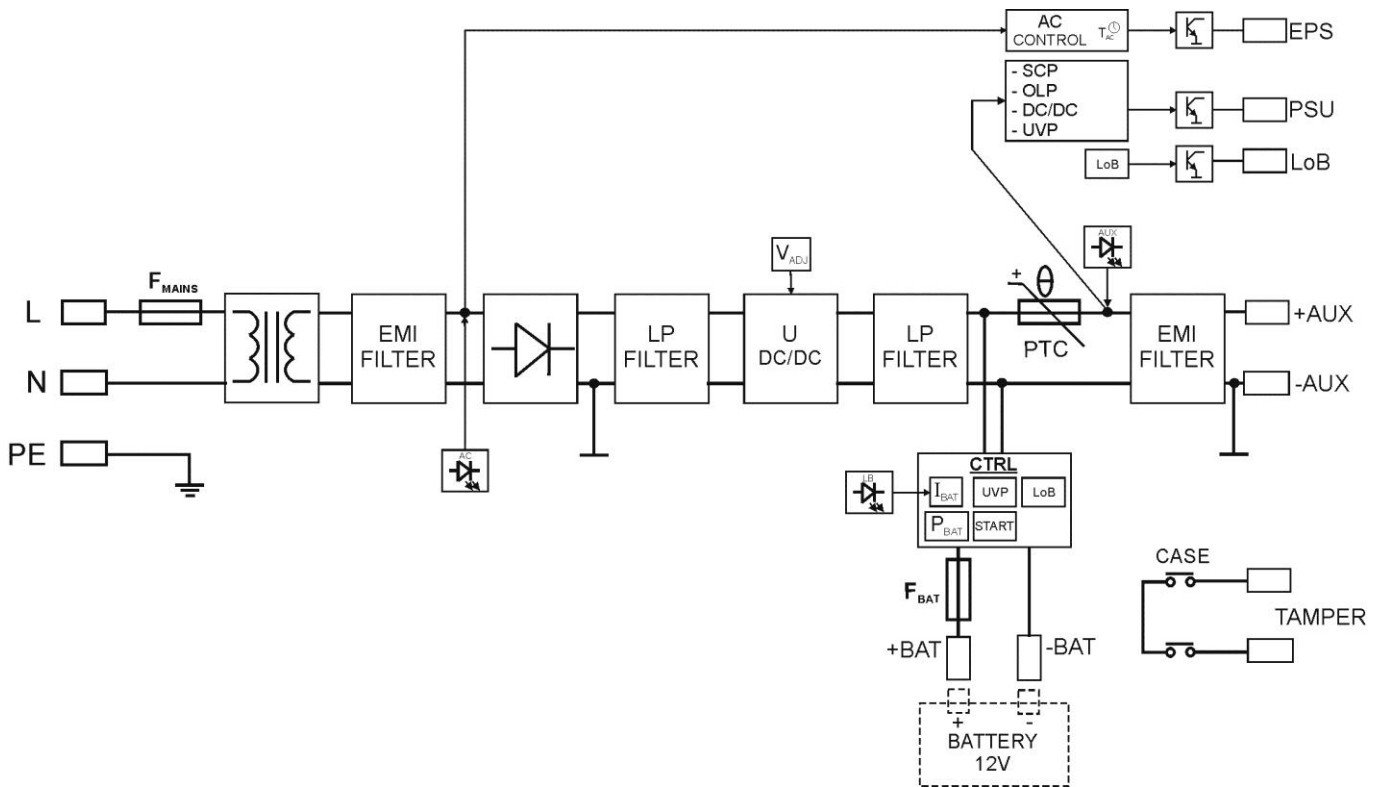 AC
CONTROL T AC
EPS
- SCP
- OLP
- DC/DC
- UVP
PSU
LoB
LoB
AUX
V ADJ
+ θ
PTC
F MAINS
L
N
PE
EMI
FILTER
LP
FILTER
U
DC/DC
LP
FILTER
EMI
FILTER
+AUX
-AUX
AC
LB
CTRL
I BAT
UVP
LoB
P BAT
START
F BAT
+BAT
-BAT
+ -
BATTERY
12V
CASE
TAMPER